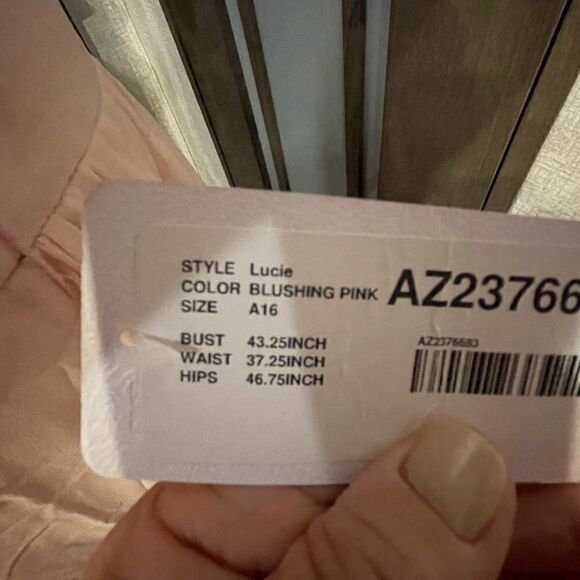 STYLE Lucie
COLOR BLUSHING PINK
SIZE A16
AZ23766
BUST 43.25INCH
WAIST 37.25INCH
HIPS 46.75INCH
AZ2376683